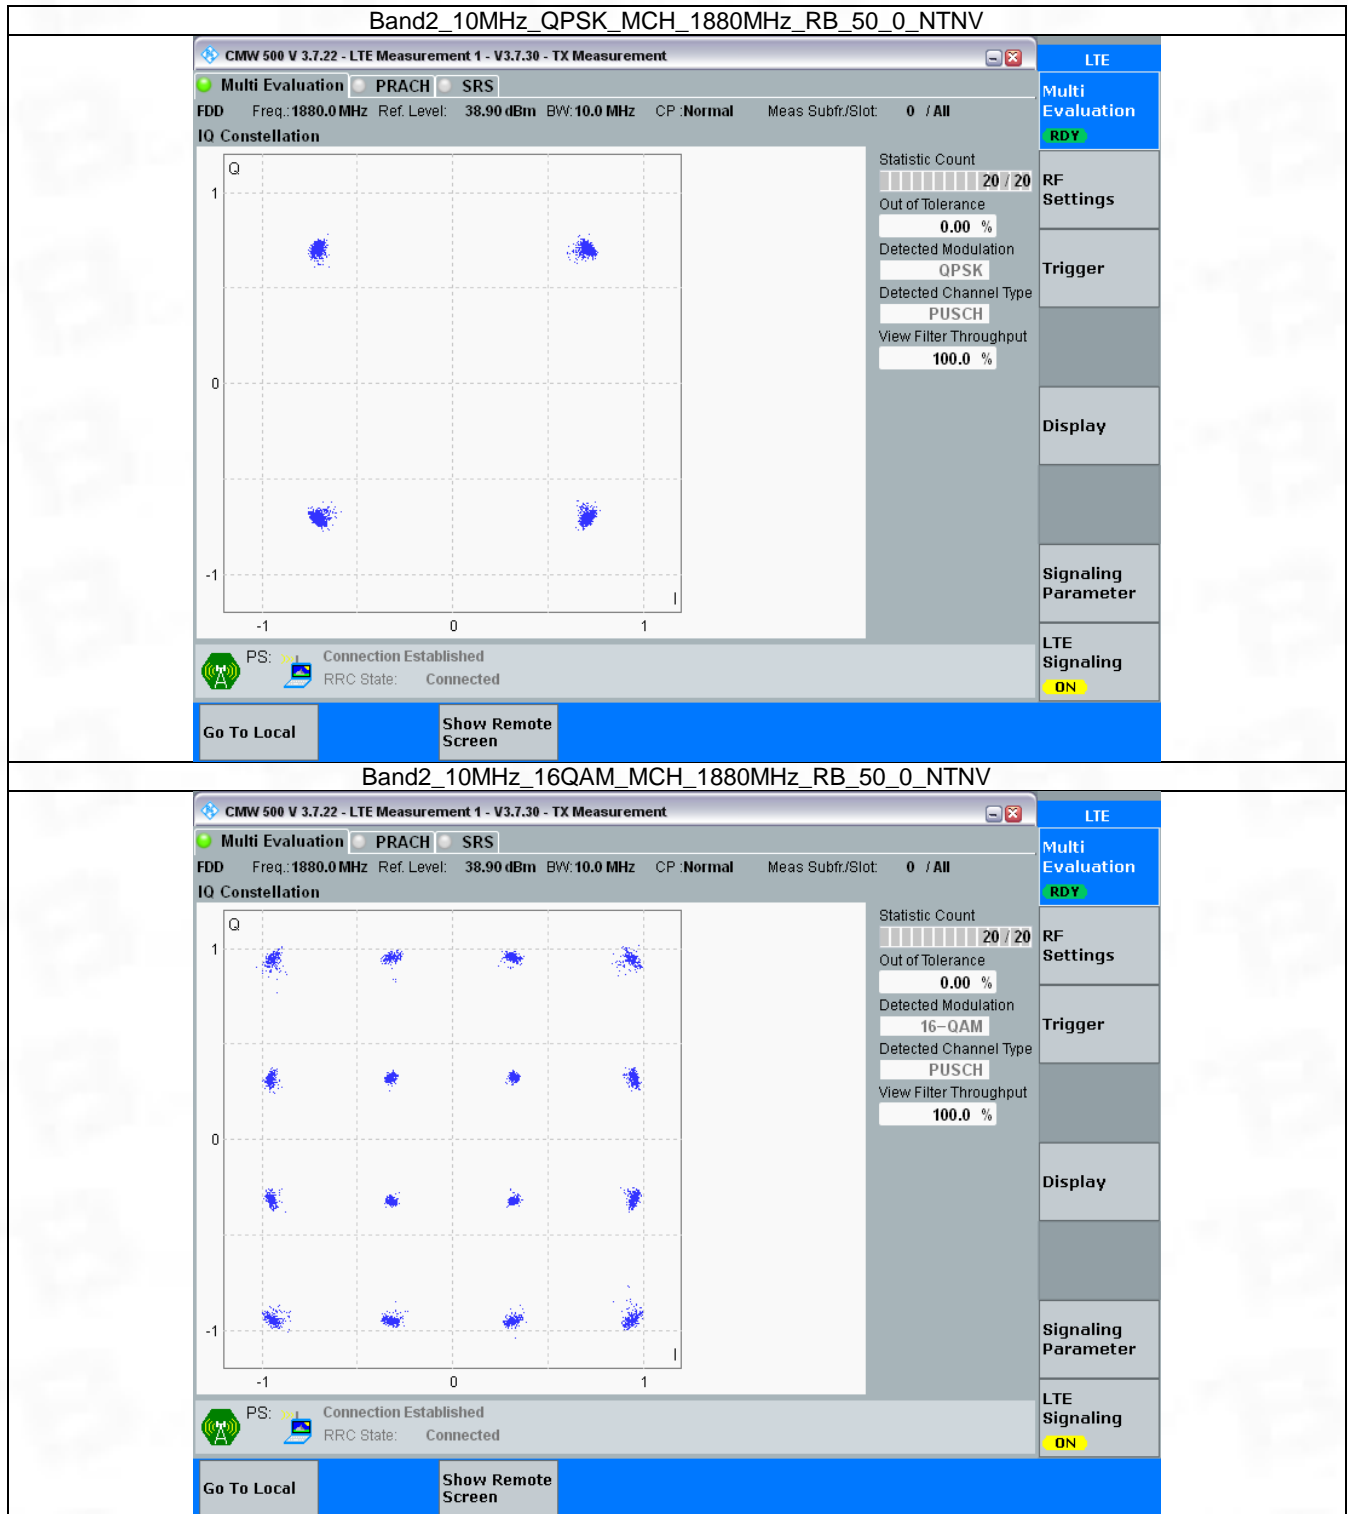 Band2_10MHz_QPSK_MCH_1880MHz_RB_50_0_NTNV
CMW 500 V 3.7.22 - LTE Measurement 1 - V3.7.30 - TX Measurement
LTE
Multi Evaluation PRACH SRS
FDD Freq.: 1880.0 MHz Ref. Level: 38.90 dBm BW: 10.0 MHz CP : Normal Meas Subfr./Slot: 0 / All
IQ Constellation
Q
1
0
-1
I
-1 0 1
Statistic Count
20 / 20
Out of Tolerance
0.00 %
Detected Modulation
QPSK
Detected Channel Type
PUSCH
View Filter Throughput
100.0 %
Multi
Evaluation
RDY
RF
Settings
Trigger
Display
Signaling
Parameter
LTE
Signaling
ON
PS: Connection Established
RRC State: Connected
Go To Local
Show Remote
Screen
Band2_10MHz_16QAM_MCH_1880MHz_RB_50_0_NTNV
CMW 500 V 3.7.22 - LTE Measurement 1 - V3.7.30 - TX Measurement
LTE
Multi Evaluation PRACH SRS
FDD Freq.: 1880.0 MHz Ref. Level: 38.90 dBm BW: 10.0 MHz CP : Normal Meas Subfr./Slot: 0 / All
IQ Constellation
Q
1
0
-1
I
-1 0 1
Statistic Count
20 / 20
Out of Tolerance
0.00 %
Detected Modulation
16-QAM
Detected Channel Type
PUSCH
View Filter Throughput
100.0 %
Multi
Evaluation
RDY
RF
Settings
Trigger
Display
Signaling
Parameter
LTE
Signaling
ON
PS: Connection Established
RRC State: Connected
Go To Local
Show Remote
Screen